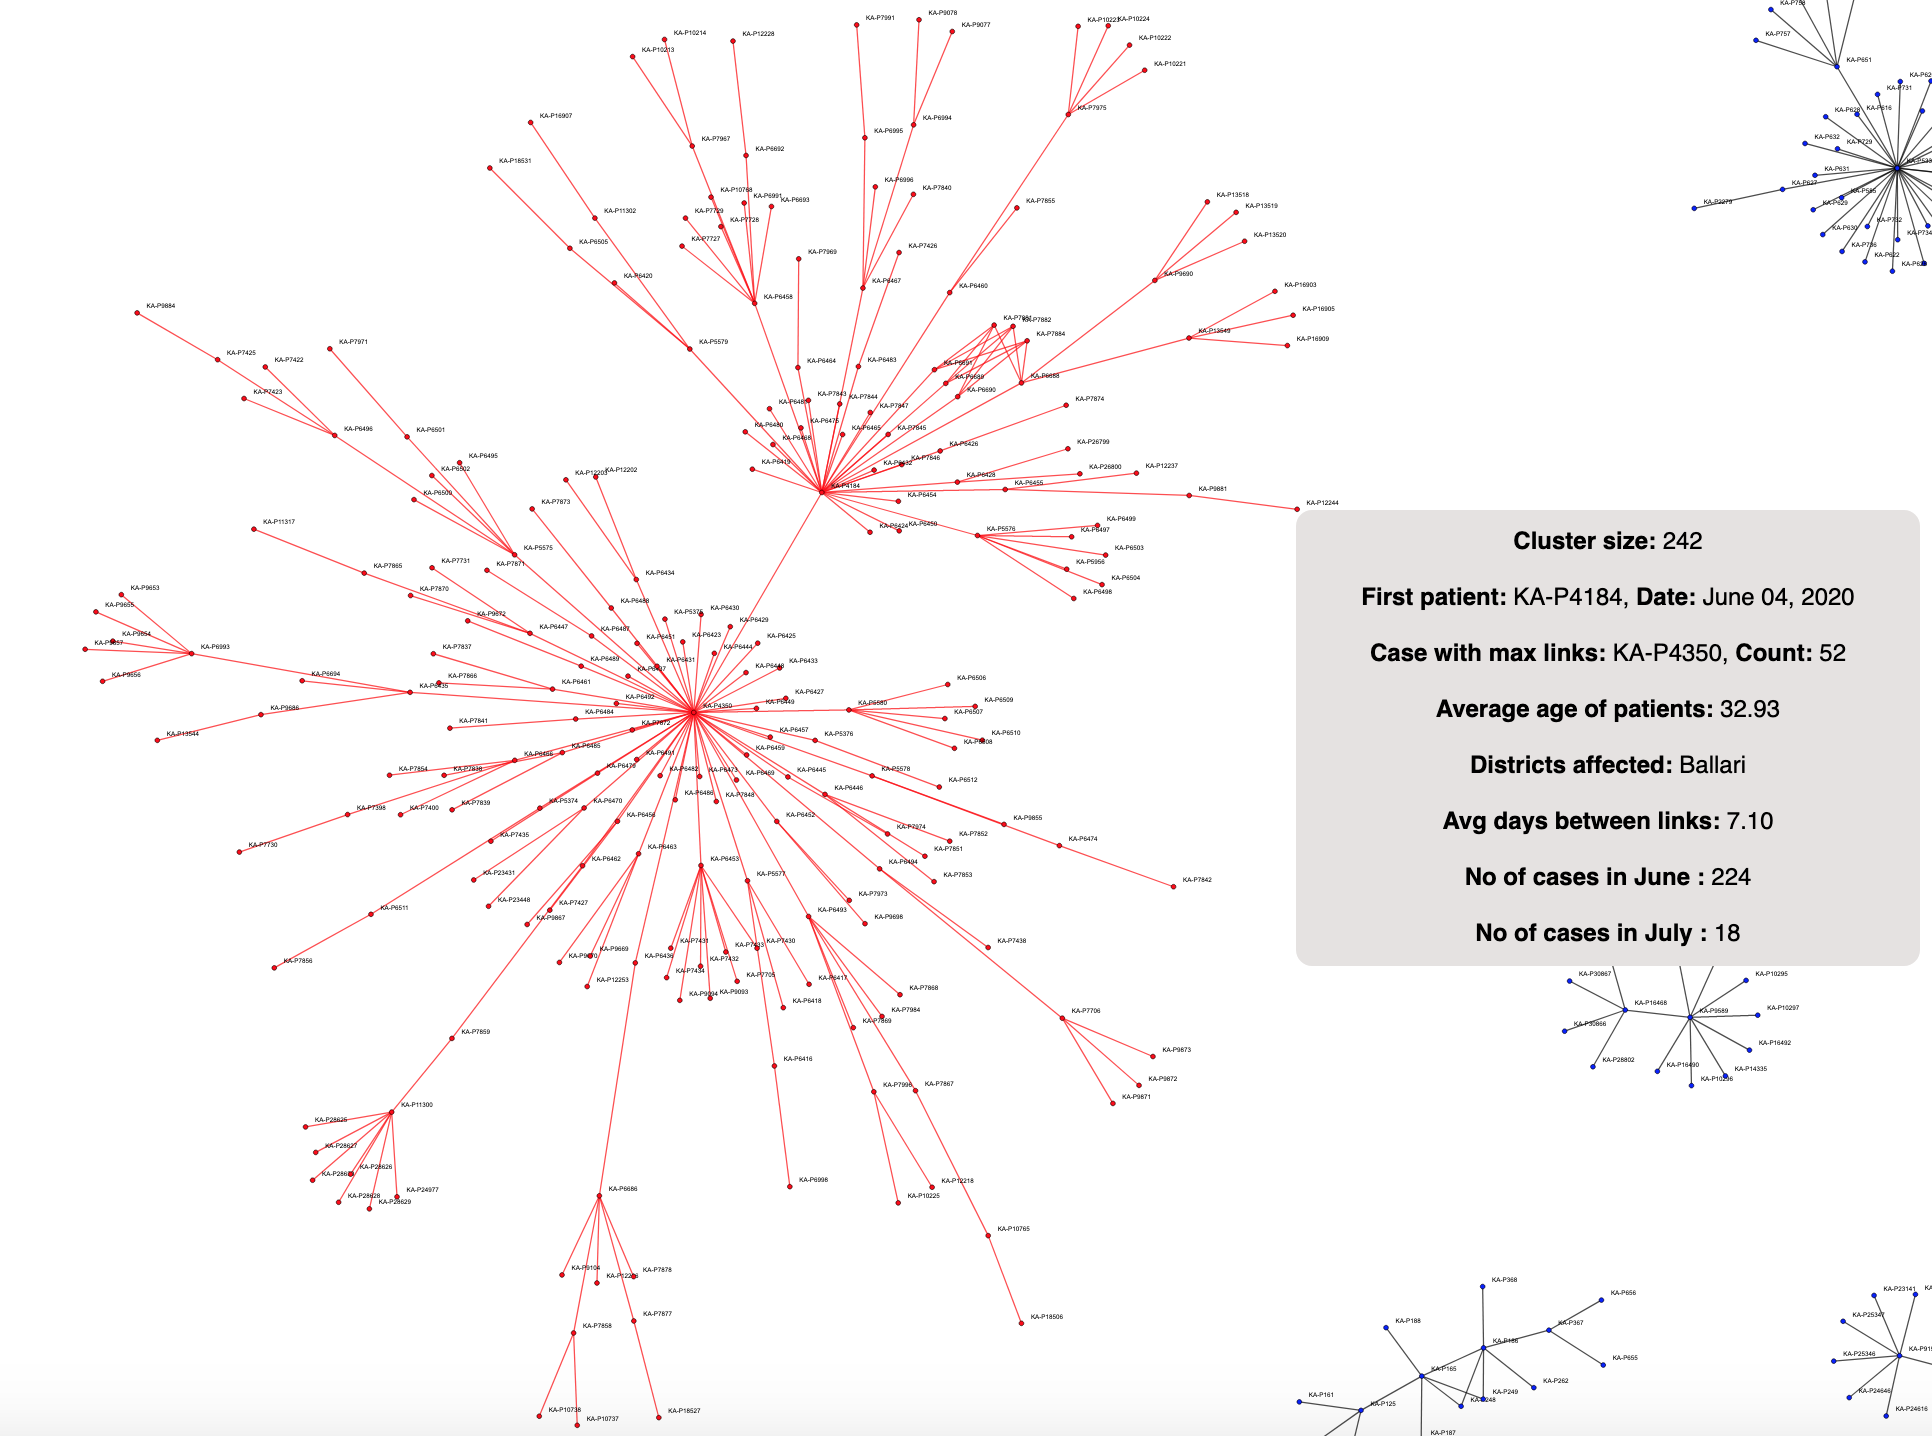 KA-P7991
KA-P9078
KA-P9077
KA-P10224
KA-P10222
KA-P10221
KA-P10214
KA-P10213
KA-P12228
KA-P7975
KA-P6995
KA-P6994
KA-P16907
KA-P7967
KA-P6692
KA-P18531
KA-P10768
KA-P6991
KA-P6693
KA-P6996
KA-P7840
KA-P7855
KA-P13518
KA-P13519
KA-P13520
KA-P11302
KA-P7729
KA-P7728
KA-P7727
KA-P6505
KA-P7969
KA-P7426
KA-P6420
KA-P6458
KA-P6467
KA-P6460
KA-P9690
KA-P16903
KA-P16905
KA-P16909
KA-P13549
KA-P9884
KA-P7425
KA-P7422
KA-P7971
KA-P7423
KA-P5579
KA-P6464
KA-P6483
KA-P7882
KA-P7884
KA-P6691
KA-P6689
KA-P6690
KA-P6688
KA-P7843
KA-P7844
KA-P7847
KA-P7874
KA-P6475
KA-P6480
KA-P6468
KA-P6465
KA-P7845
KA-P6426
KA-P7846
KA-P26799
KA-P6419
KA-P26800
KA-P12237
KA-P6428
KA-P6455
KA-P9881
KA-P12244
KA-P4184
KA-P6454
KA-P6424
KA-P6450
KA-P5576
KA-P6499
KA-P6497
KA-P6503
KA-P5956
KA-P6504
KA-P6498
KA-P6496
KA-P6501
KA-P6495
KA-P6502
KA-P6500
KA-P12203
KA-P12202
KA-P7873
KA-P11317
KA-P5575
KA-P7731
KA-P7871
KA-P7865
KA-P7870
KA-P6434
KA-P9672
KA-P6488
KA-P6447
KA-P6487
KA-P5375
KA-P6430
KA-P6429
KA-P6451
KA-P6423
KA-P6425
KA-P6444
KA-P9653
KA-P9655
KA-P9654
KA-P6993
KA-P9656
KA-P7837
KA-P6489
KA-P6431
KA-P6433
KA-P6694
KA-P7866
KA-P6435
KA-P6461
KA-P6492
KA-P6427
KA-P6449
KA-P9686
KA-P13544
KA-P7841
KA-P6484
KA-P7872
KA-P4350
KA-P5580
KA-P6506
KA-P6509
KA-P6507
KA-P6510
KA-P6457
KA-P5376
KA-P6485
KA-P6466
KA-P6491
KA-P6459
KA-P7854
KA-P7838
KA-P6479
KA-P6482
KA-P6473
KA-P6469
KA-P6445
KA-P5578
KA-P6512
KA-P6446
KA-P7398
KA-P7400
KA-P7839
KA-P5374
KA-P6470
KA-P6486
KA-P7848
KA-P6456
KA-P6452
KA-P9855
KA-P7730
KA-P7435
KA-P7974
KA-P7852
KA-P7851
KA-P6474
KA-P6462
KA-P6463
KA-P6453
KA-P5577
KA-P6494
KA-P7853
KA-P7842
KA-P23431
KA-P23448
KA-P7427
KA-P9867
KA-P7973
KA-P9698
KA-P6511
KA-P6493
KA-P7856
KA-P9669
KA-P6436
KA-P12253
KA-P7431
KA-P7430
KA-P7432
KA-P7434
KA-P7705
KA-P9094
KA-P9093
KA-P6417
KA-P6418
KA-P7438
KA-P7868
KA-P7984
KA-P7869
KA-P7706
KA-P7859
KA-P6416
KA-P9873
KA-P9872
KA-P9871
KA-P7996
KA-P7867
KA-P11300
KA-P28625
KA-P28627
KA-P28626
KA-P28628
KA-P28629
KA-P24977
KA-P6686
KA-P6998
KA-P12218
KA-P10225
KA-P10765
KA-P18506
KA-P9104
KA-P7878
KA-P7877
KA-P7858
KA-P10738
KA-P10737
KA-P18527
KA-P757
KA-P651
KA-P731
KA-P616
KA-P632
KA-P729
KA-P631
KA-P627
KA-P629
KA-P2279
KA-P732
KA-P630
KA-P736
KA-P622
Cluster size: 242
First patient: KA-P4184, Date: June 04, 2020
Case with max links: KA-P4350, Count: 52
Average age of patients: 32.93
Districts affected: Ballari
Avg days between links: 7.10
No of cases in June : 224
No of cases in July : 18
KA-P30867
KA-P10295
KA-P16468
KA-P9589
KA-P10297
KA-P30866
KA-P28802
KA-P16490
KA-P16492
KA-P14335
KA-P10296
KA-P368
KA-P656
KA-P188
KA-P367
KA-P186
KA-P655
KA-P165
KA-P262
KA-P249
KA-P161
KA-P125
KA-P187
KA-P23141
KA-P25347
KA-P25346
KA-P24646
KA-P24616